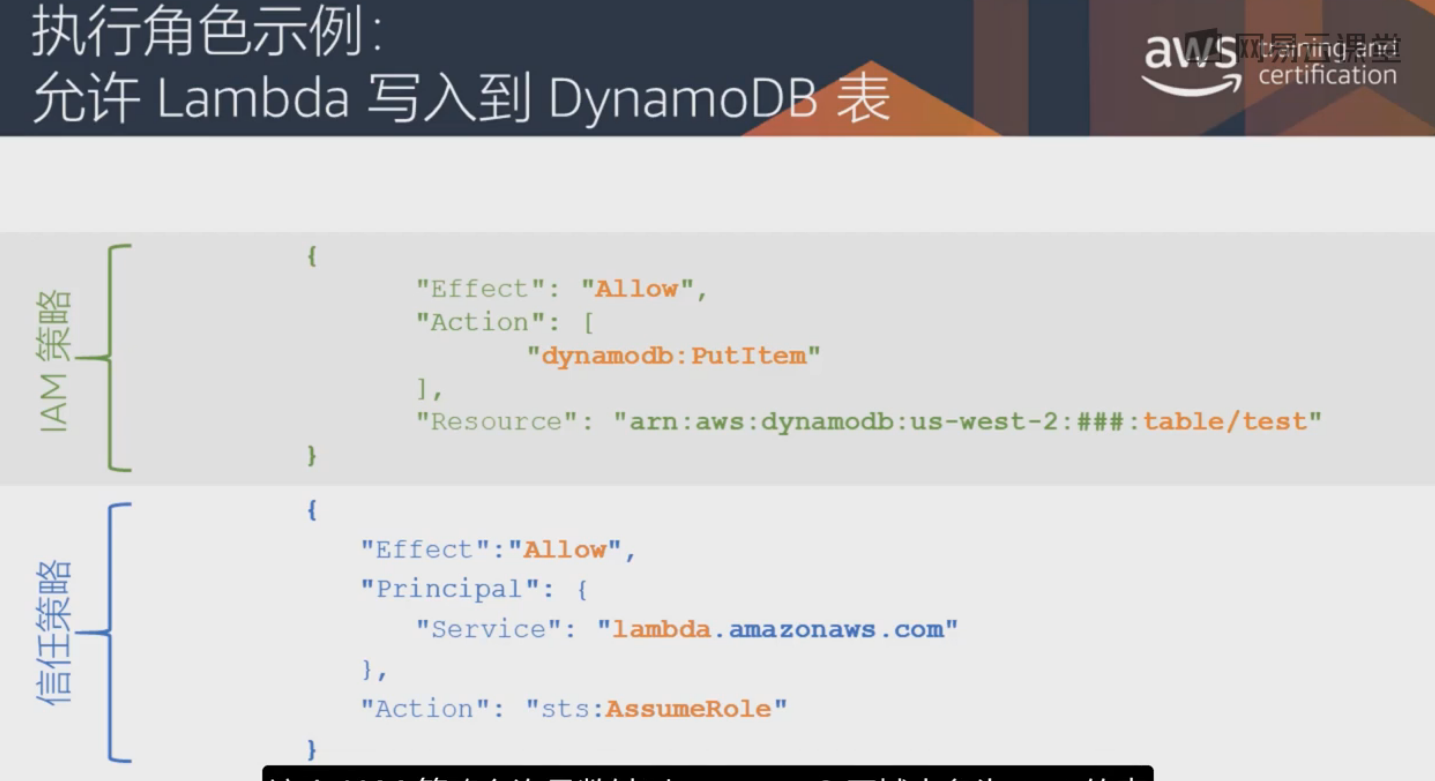 执行角色示例:
允许 Lambda 写入到 DynamoDB 表
aws training and
certification
网易云课堂
IAM 策略
{
"Effect": "Allow",
"Action": [
"dynamodb:PutItem"
],
"Resource": "arn:aws:dynamodb:us-west-2:###:table/test"
}
信任策略
{
"Effect":"Allow",
"Principal": {
"Service": "lambda.amazonaws.com"
},
"Action": "sts:AssumeRole"
}